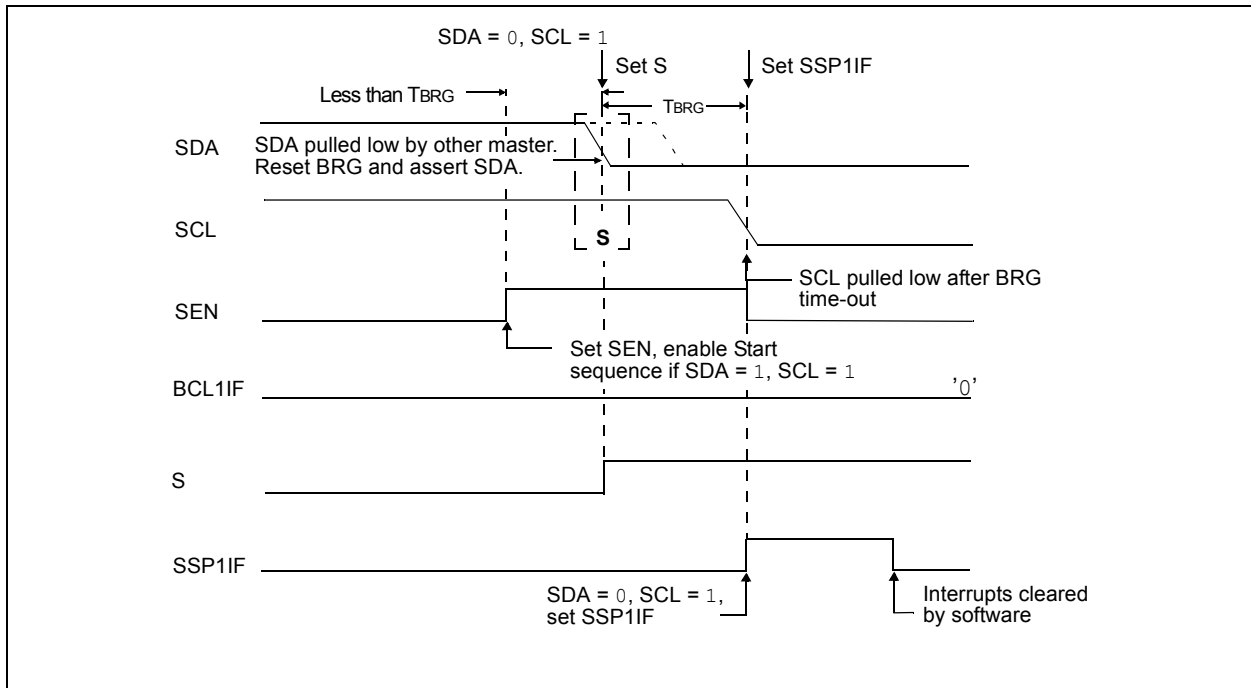 SDA = 0, SCL = 1
Set S
Set SSP1IF
Less than TBRG
TBRG
SDA
SDA pulled low by other master.
Reset BRG and assert SDA.
SCL
S
SCL pulled low after BRG
time-out
SEN
Set SEN, enable Start
sequence if SDA = 1, SCL = 1
BCL1IF
’0’
S
SSP1IF
SDA = 0, SCL = 1,
set SSP1IF
Interrupts cleared
by software